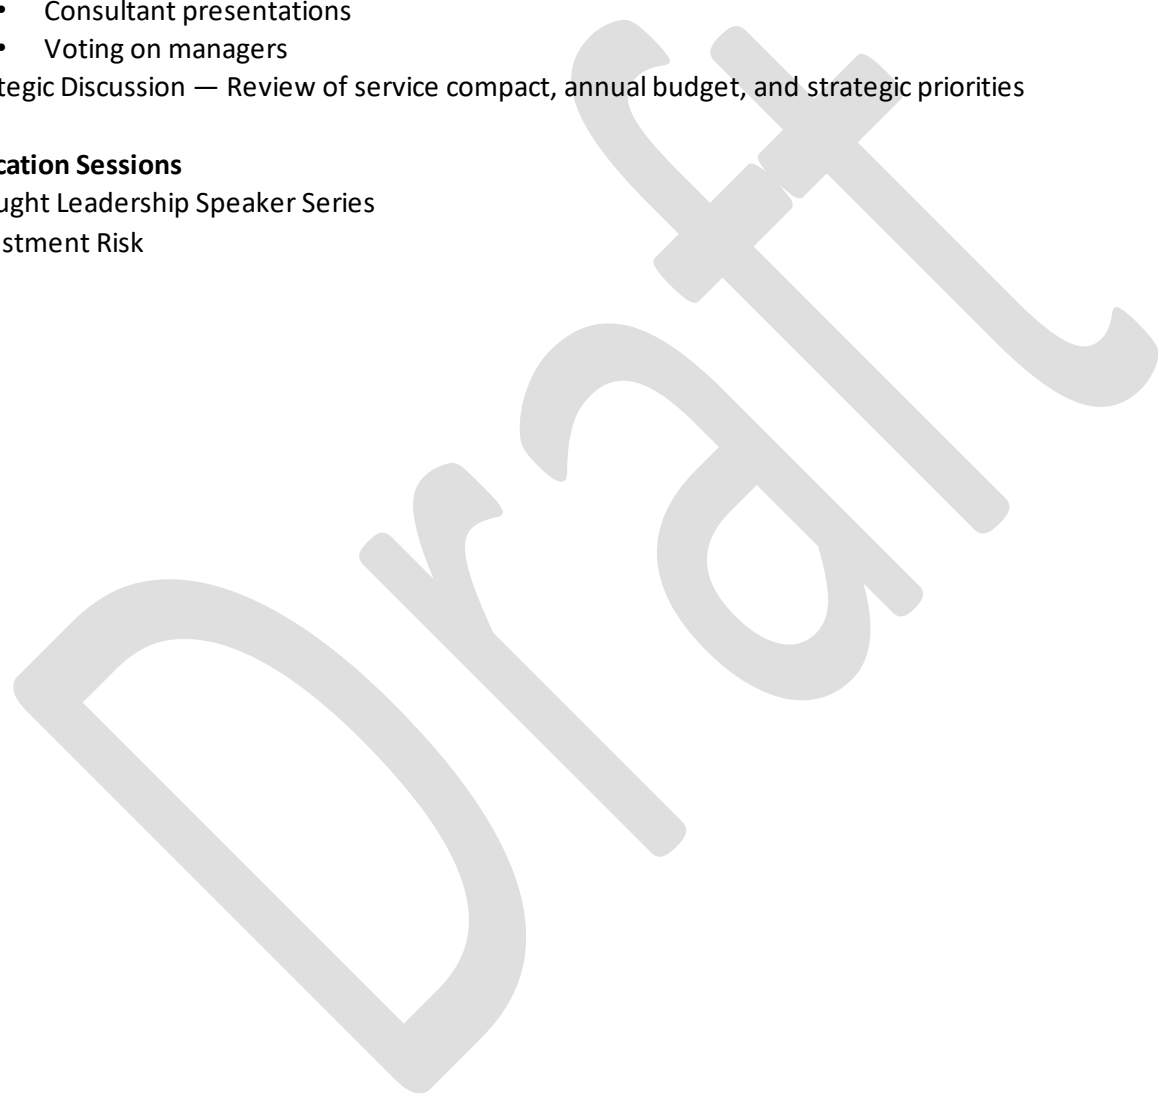 • Consultant presentations
• Voting on managers
tegic Discussion — Review of service compact, annual budget, and strategic priorities
cation Sessions
ught Leadership Speaker Series
stment Risk
Draft